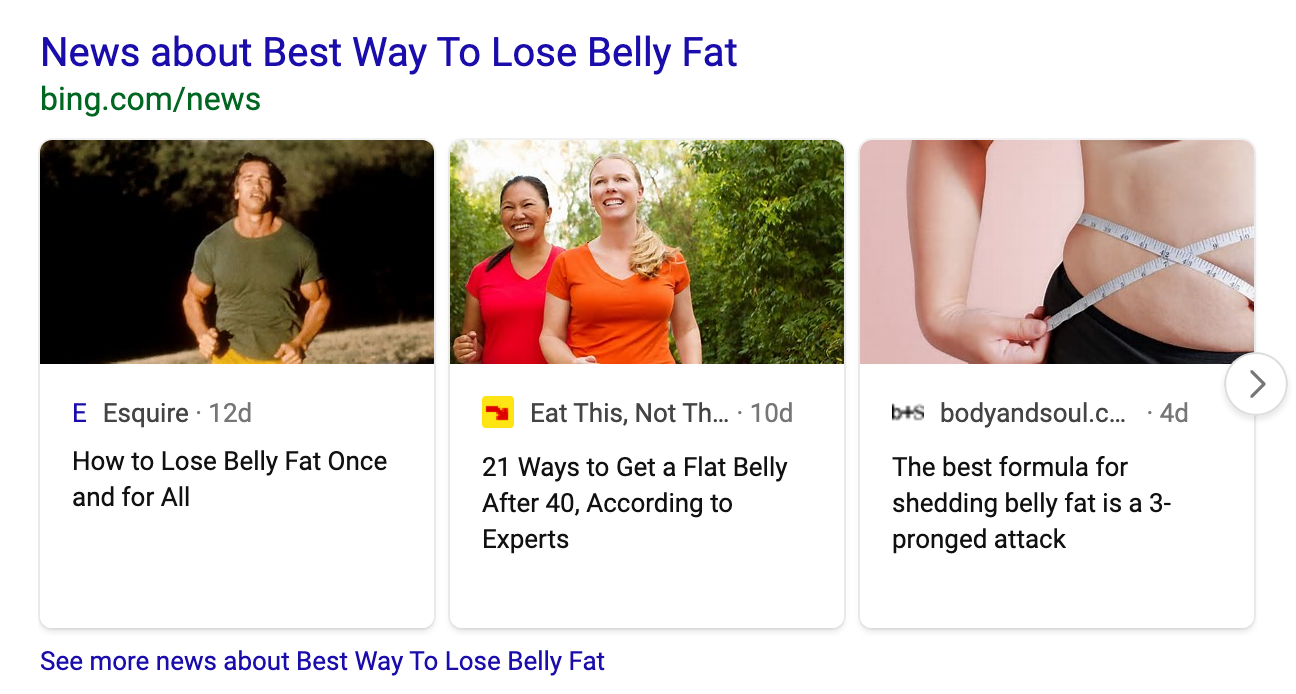 News about Best Way To Lose Belly Fat
bing.com/news
E Esquire · 12d
How to Lose Belly Fat Once
and for All
Eat This, Not Th... · 10d
21 Ways to Get a Flat Belly
After 40, According to
Experts
b+s bodyandsoul.c... · 4d
The best formula for
shedding belly fat is a 3-
pronged attack
See more news about Best Way To Lose Belly Fat